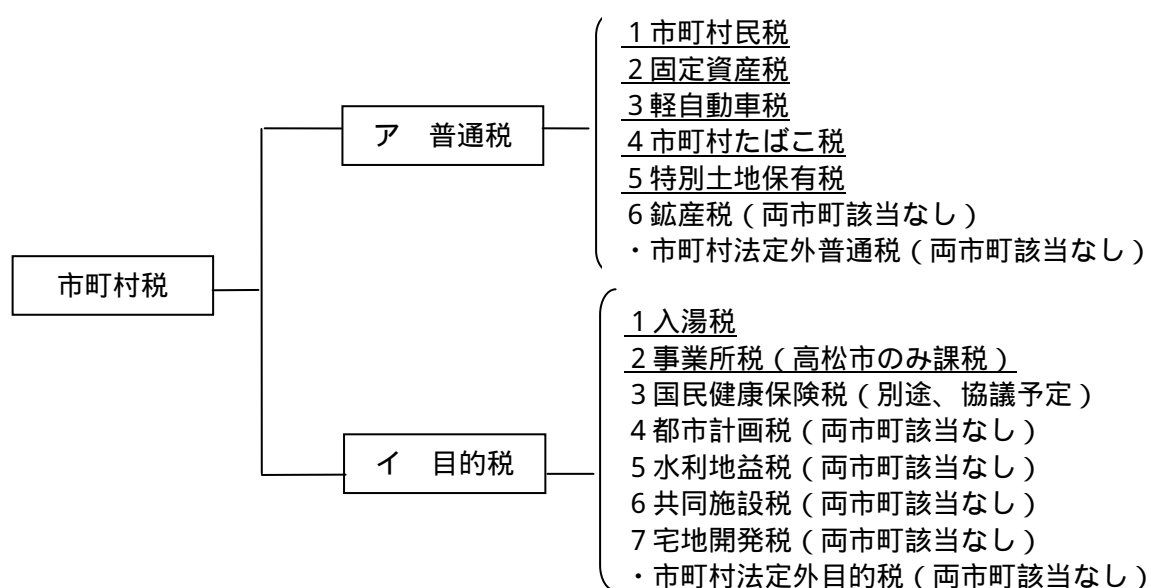 市町村税
ア　普通税
1 市町村民税
2 固定資産税
3 軽自動車税
4 市町村たばこ税
5 特別土地保有税
6 鉱産税（両市町該当なし）
・市町村法定外普通税（両市町該当なし）
イ　目的税
1 入湯税
2 事業所税（高松市のみ課税）
3 国民健康保険税（別途、協議予定）
4 都市計画税（両市町該当なし）
5 水利地益税（両市町該当なし）
6 共同施設税（両市町該当なし）
7 宅地開発税（両市町該当なし）
・市町村法定外目的税（両市町該当なし）